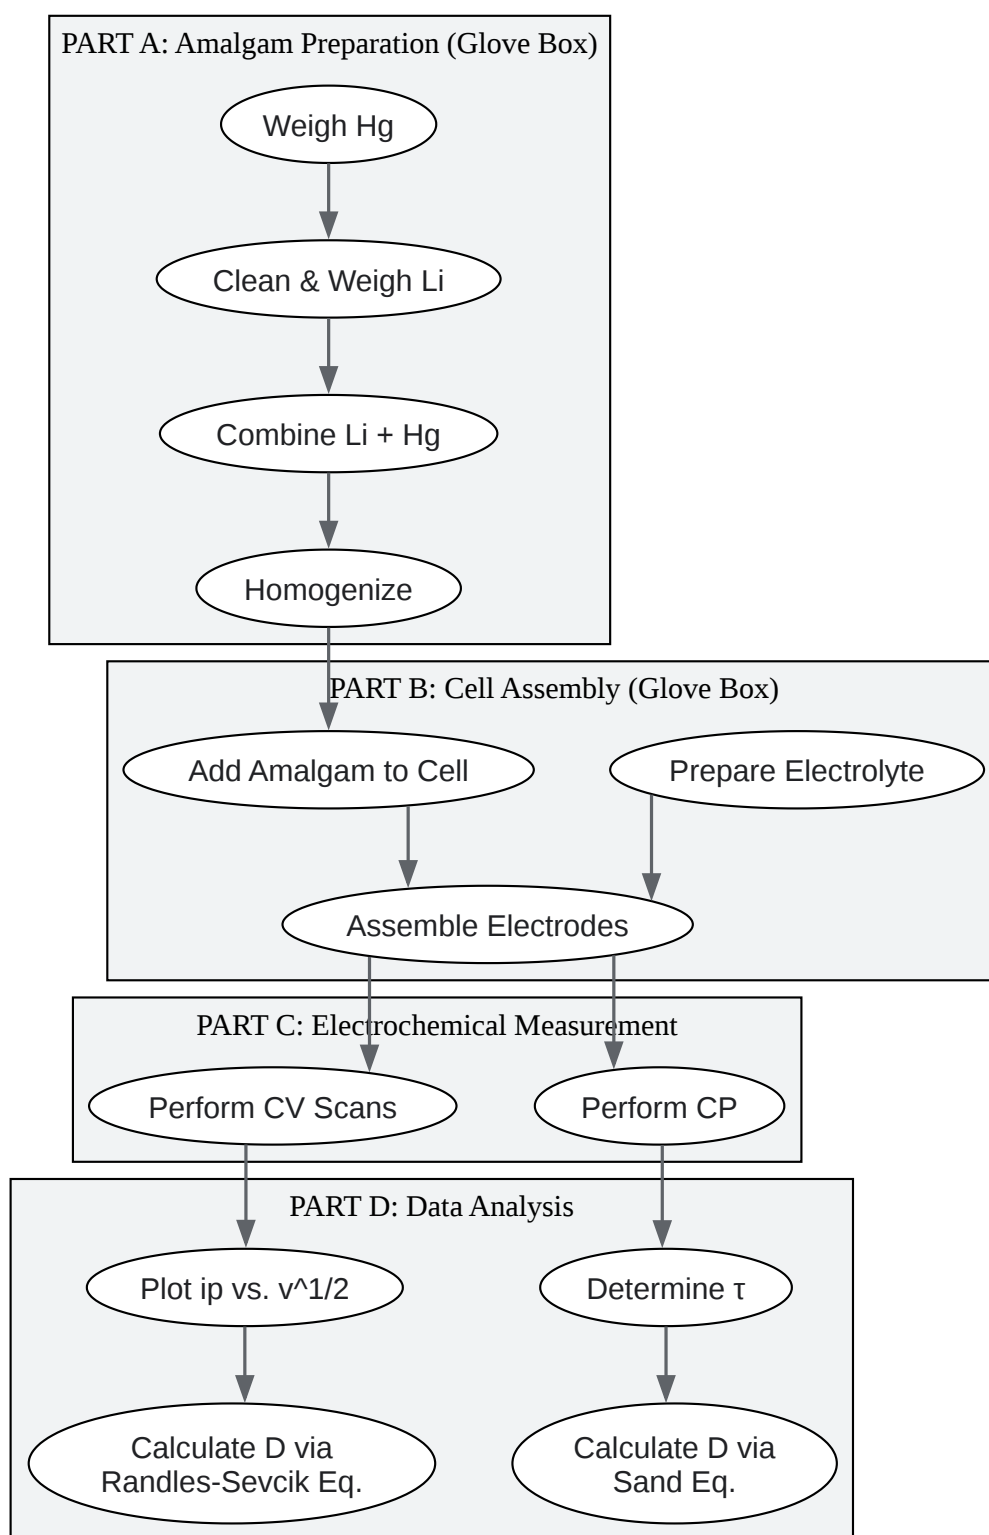 PART A: Amalgam Preparation (Glove Box)
Weigh Hg
Clean & Weigh Li
Combine Li + Hg
Homogenize
PART B: Cell Assembly (Glove Box)
Add Amalgam to Cell
Prepare Electrolyte
Assemble Electrodes
PART C: Electrochemical Measurement
Perform CV Scans
Perform CP
PART D: Data Analysis
Plot ip vs. v^1/2
Determine τ
Calculate D via
Randles-Sevcik Eq.
Calculate D via
Sand Eq.